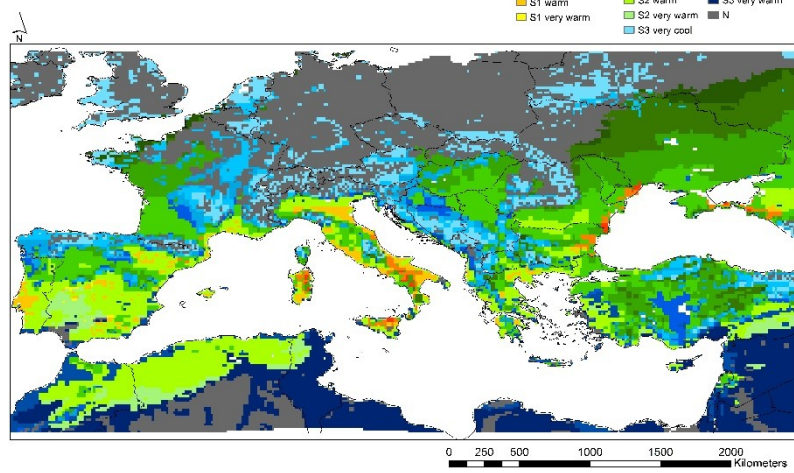 S1 warm
S2 warm
S3 very warm
S1 very warm
S2 very warm
N
S3 very cool
N
0 250 500 1000 1500 2000
Kilometers